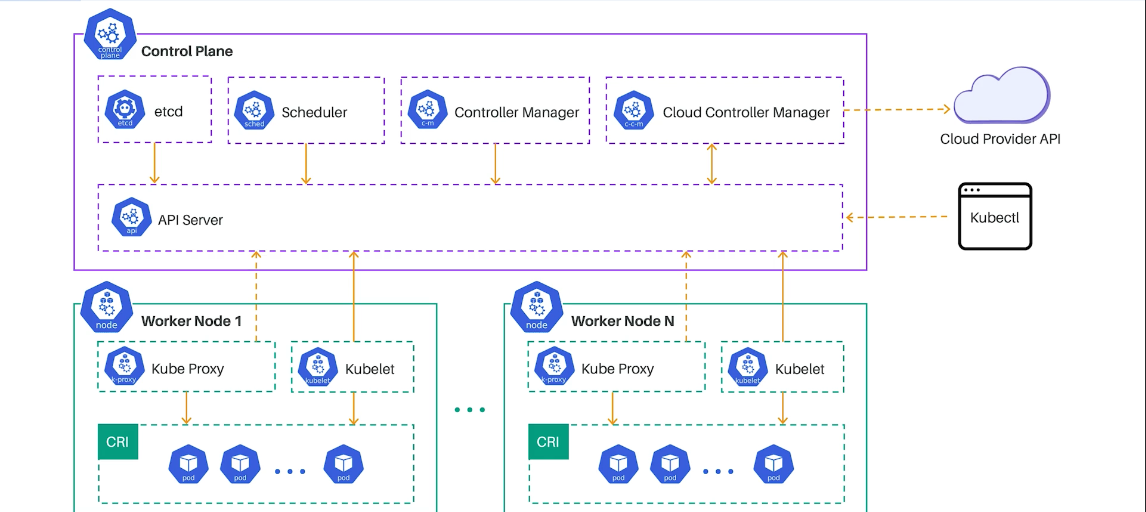 control
plane
Control Plane
etcd
etcd
sched
Scheduler
c-m
Controller Manager
c-c-m
Cloud Controller Manager
Cloud Provider API
api
API Server
Kubectl
node
Worker Node 1
node
Worker Node N
k-proxy
Kube Proxy
kubelet
Kubelet
k-proxy
Kube Proxy
kubelet
Kubelet
CRI
pod
pod
pod
CRI
pod
pod
pod